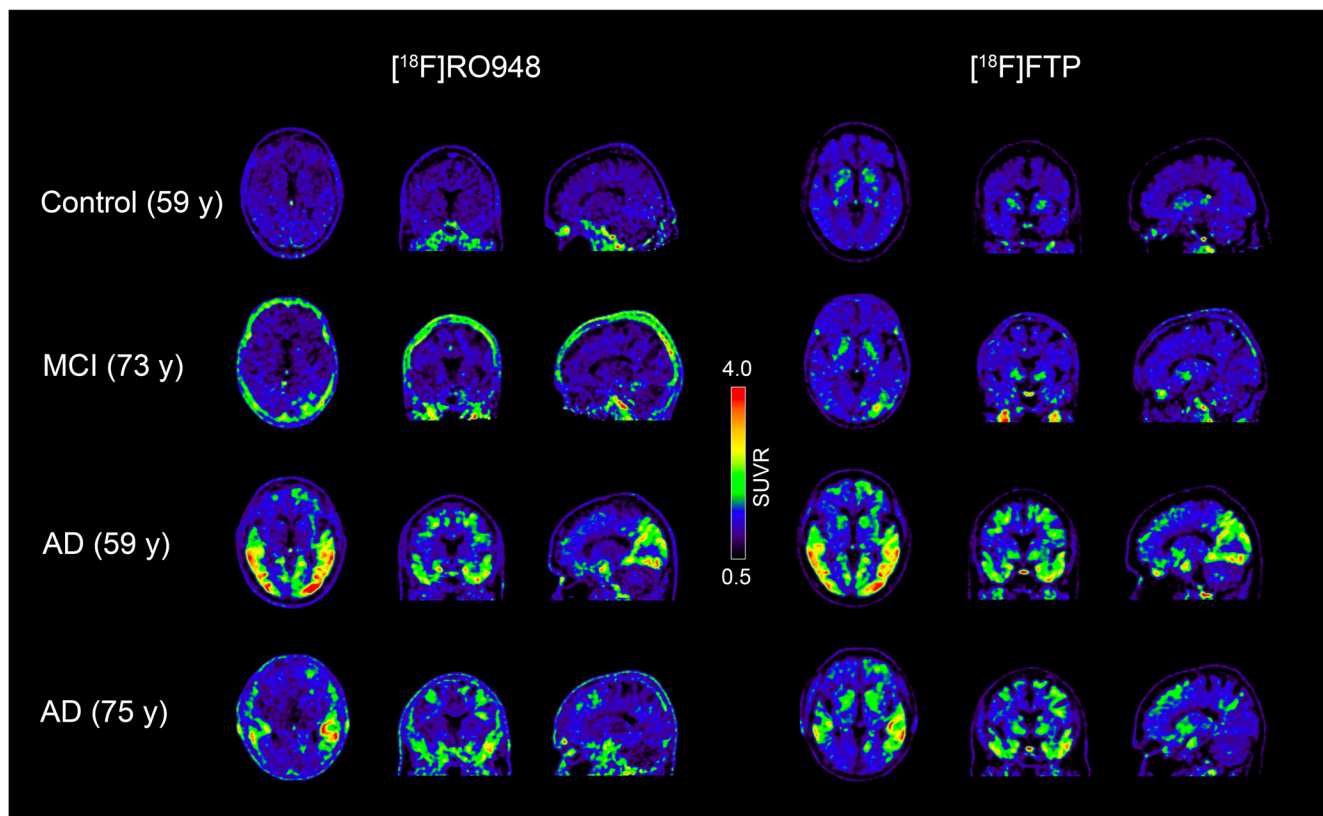 [¹⁸F]RO948
[¹⁸F]FTP
Control (59 y)
MCI (73 y)
4.0
SUVR
0.5
AD (59 y)
AD (75 y)